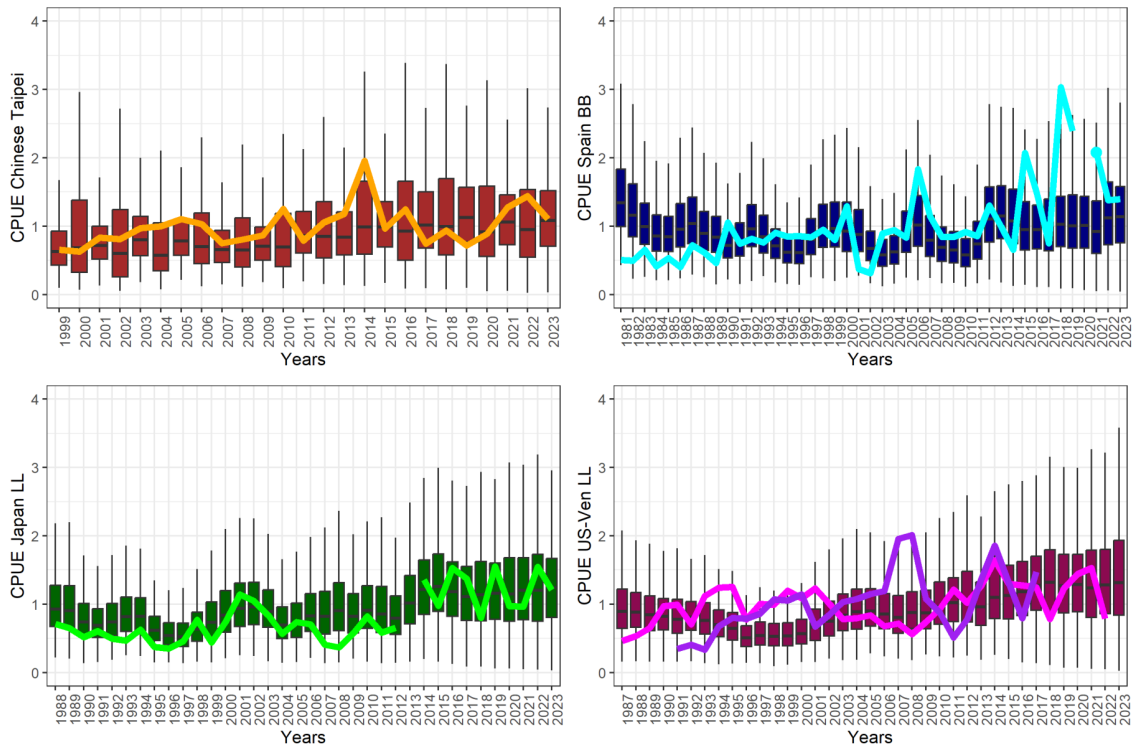 CPUE Chinese Taipei
4
3
2
1
0
1999 2000 2001 2002 2003 2004 2005 2006 2007 2008 2009 2010 2011 2012 2013 2014 2015 2016 2017 2018 2019 2020 2021 2022 2023
Years
CPUE Spain BB
4
3
2
1
0
1981 1982 1983 1984 1985 1986 1987 1988 1989 1990 1991 1992 1993 1994 1995 1996 1997 1998 1999 2000 2001 2002 2003 2004 2005 2006 2007 2008 2009 2010 2011 2012 2013 2014 2015 2016 2017 2018 2019 2020 2021 2022 2023
Years
CPUE Japan LL
4
3
2
1
0
1988 1989 1990 1991 1992 1993 1994 1995 1996 1997 1998 1999 2000 2001 2002 2003 2004 2005 2006 2007 2008 2009 2010 2011 2012 2013 2014 2015 2016 2017 2018 2019 2020 2021 2022 2023
Years
CPUE US-Ven LL
4
3
2
1
0
1987 1988 1989 1990 1991 1992 1993 1994 1995 1996 1997 1998 1999 2000 2001 2002 2003 2004 2005 2006 2007 2008 2009 2010 2011 2012 2013 2014 2015 2016 2017 2018 2019 2020 2021 2022 2023
Years